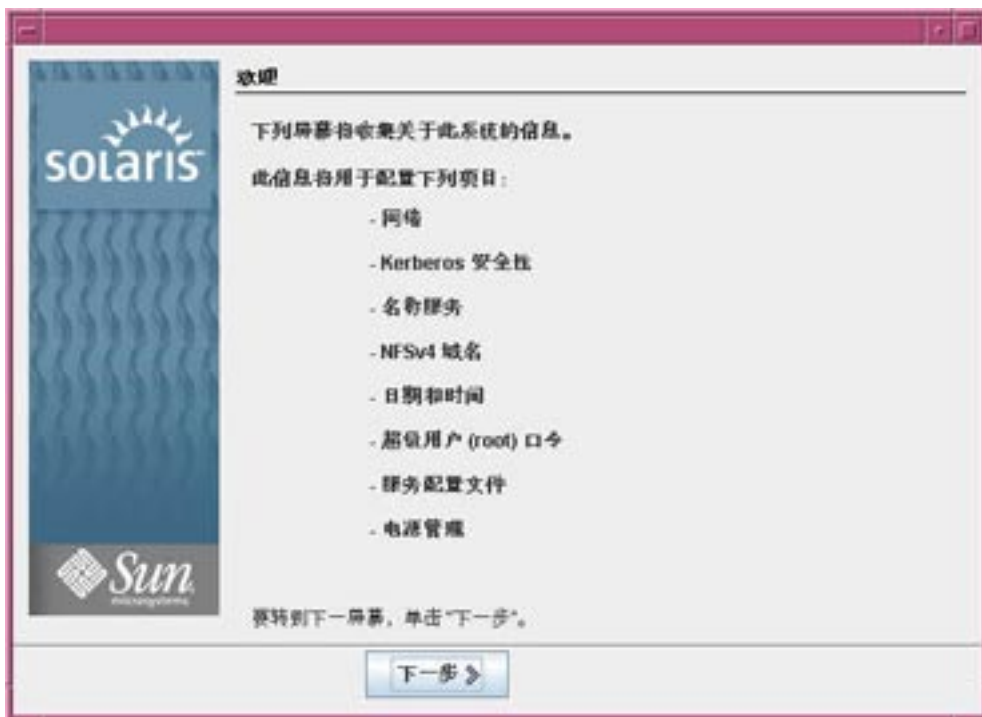 欢迎
solaris
下列屏幕将收集关于此系统的信息。
此信息将用于配置下列项目：
- 网络
- Kerberos 安全性
- 名称服务
- NFSv4 域名
- 日期和时间
- 超级用户 (root) 口令
- 服务配置文件
- 电源管理
Sun
microsystems
要转到下一屏幕，单击“下一步”。
下一步